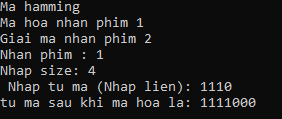 Ma hamming
Ma hoa nhan phim 1
Giai ma nhan phim 2
Nhan phim : 1
Nhap size: 4
 Nhap tu ma (Nhap lien): 1110
tu ma sau khi ma hoa la: 1111000